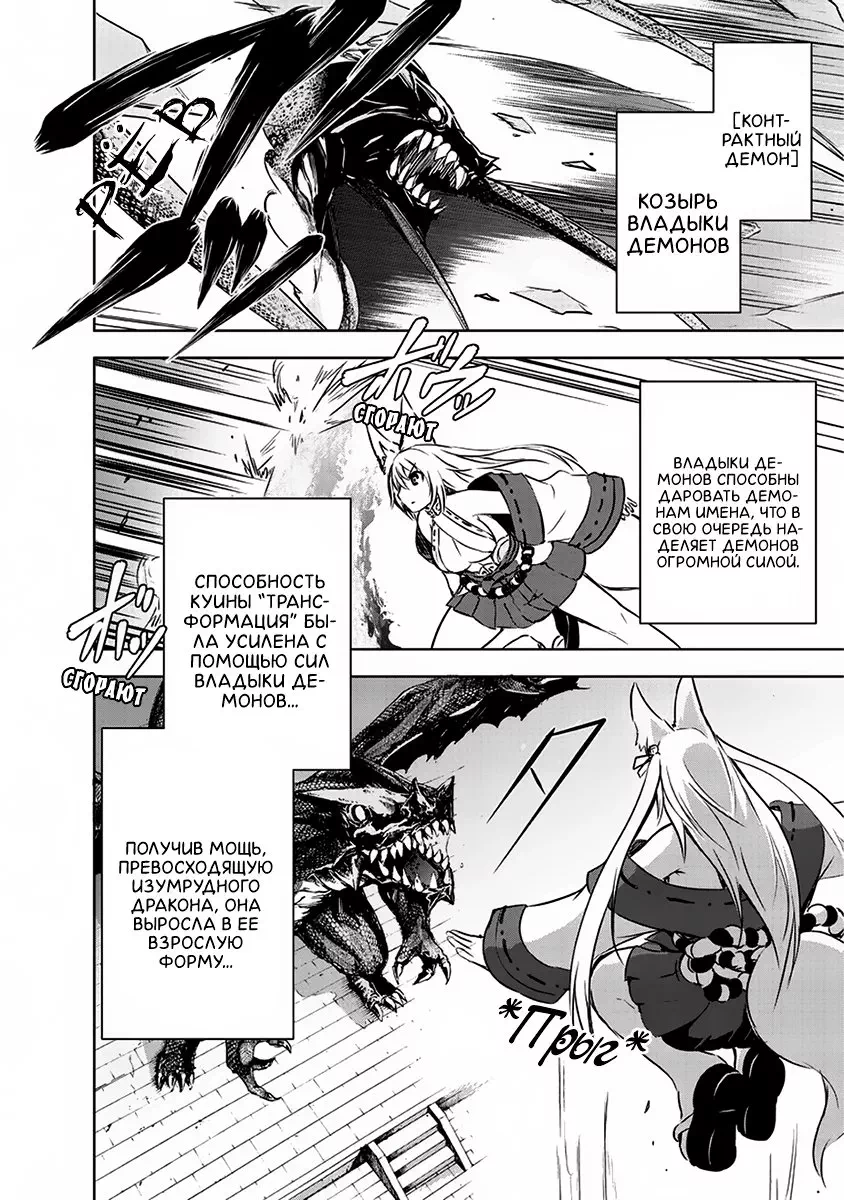 [КОНТ-
РАКТНЫЙ
ДЕМОН]
КОЗЫРЬ
ВЛАДЫКИ
ДЕМОНОВ
РЁВ
ВЛАДЫКИ ДЕ-
МОНОВ СПОСОБНЫ
ДАРОВАТЬ ДЕМО-
НАМ ИМЕНА, ЧТО В
СВОЮ ОЧЕРЕДЬ НА-
ДЕЛЯЕТ ДЕМОНОВ
ОГРОМНОЙ СИЛОЙ.
СГОРАЮТ
СПОСОБНОСТЬ
КУИНЫ “ТРАНС-
ФОРМАЦИЯ” БЫ-
ЛА УСИЛЕНА С
ПОМОЩЬЮ СИЛ
ВЛАДЫКИ ДЕ-
МОНОВ...
СГОРАЮТ
ПОЛУЧИВ МОЩЬ,
ПРЕВОСХОДЯЩУЮ
ИЗУМРУДНОГО
ДРАКОНА, ОНА
ВЫРОСЛА В ЕЕ
ВЗРОСЛУЮ
ФОРМУ...
*Прыг*